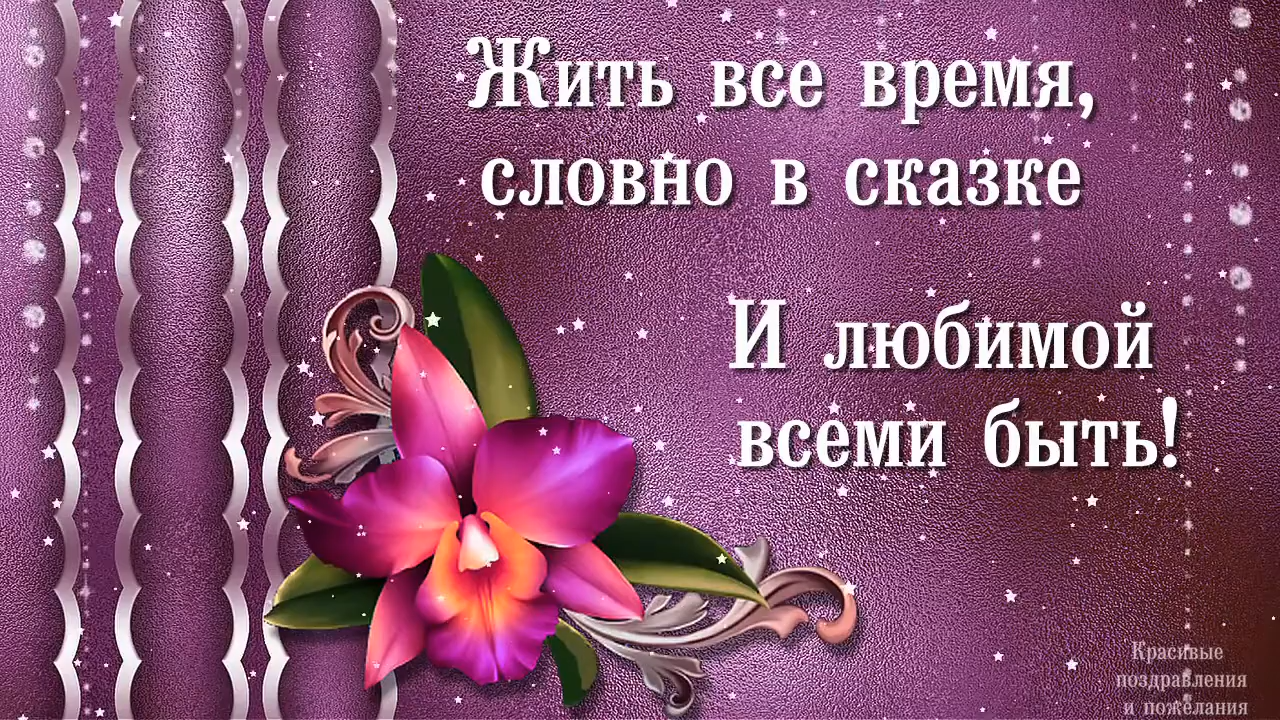 Жить все время,
словно в сказке
И любимой
всеми быть!
Красивые
поздравления
и пожелания